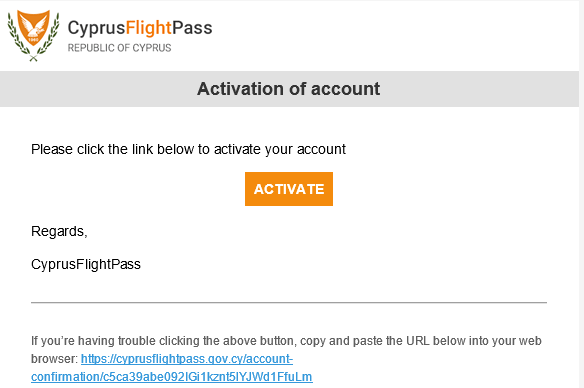 CyprusFlightPass
REPUBLIC OF CYPRUS
Activation of account
Please click the link below to activate your account
ACTIVATE
Regards,
CyprusFlightPass
If you're having trouble clicking the above button, copy and paste the URL below into your web
browser: https://cyprusflightpass.gov.cy/account-
confirmation/c5ca39abe092IGi1kznt5IYJWd1FfuLm